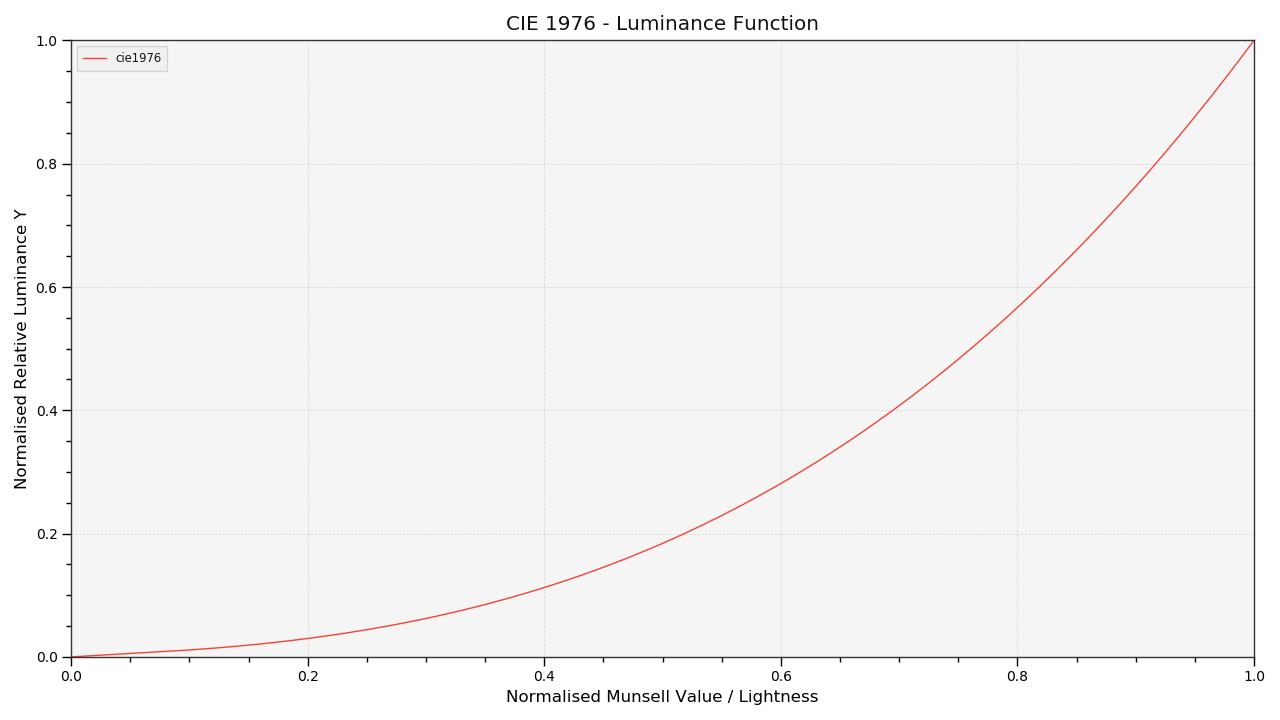 CIE 1976 - Luminance Function
cie1976
Normalised Relative Luminance Y
1.0
0.8
0.6
0.4
0.2
0.0
0.0 0.2 0.4 0.6 0.8 1.0
Normalised Munsell Value / Lightness